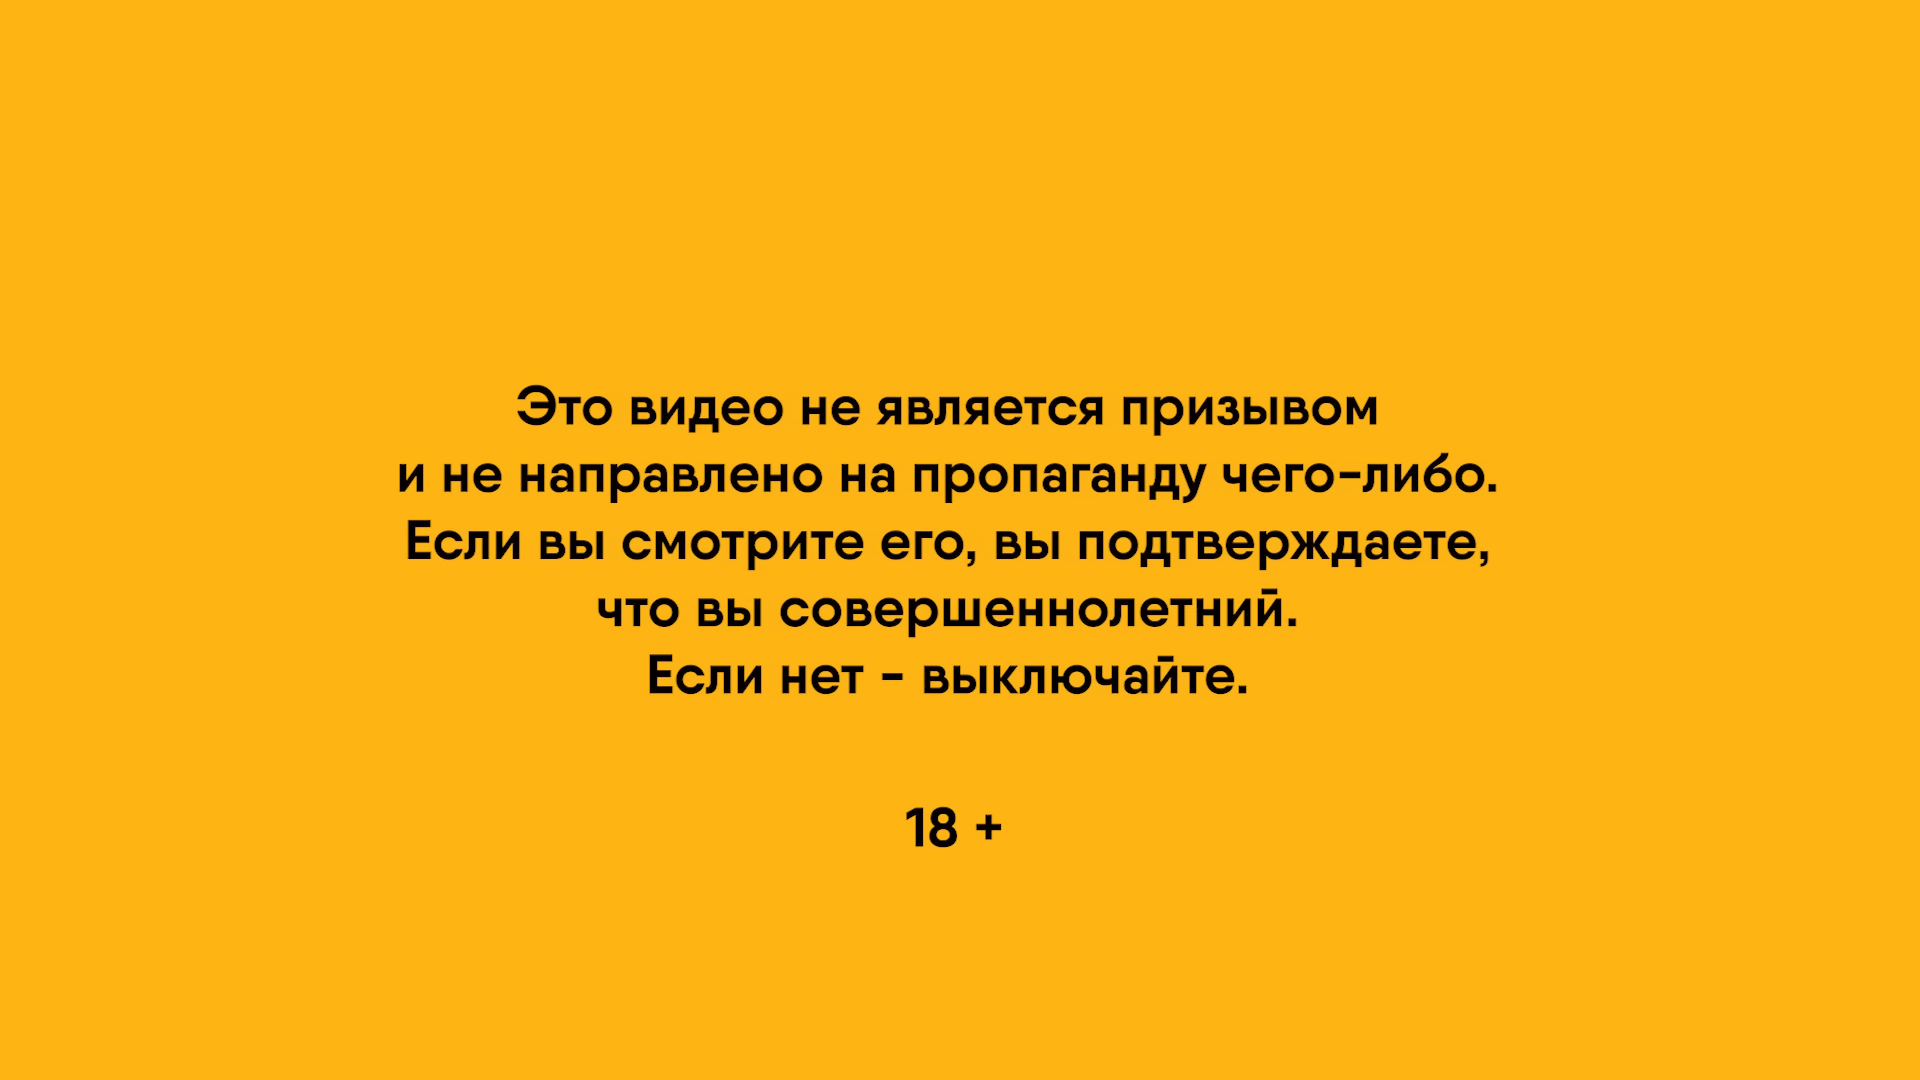 Это видео не является призывом
и не направлено на пропаганду чего-либо.
Если вы смотрите его, вы подтверждаете,
что вы совершеннолетний.
Если нет - выключайте.
18 +